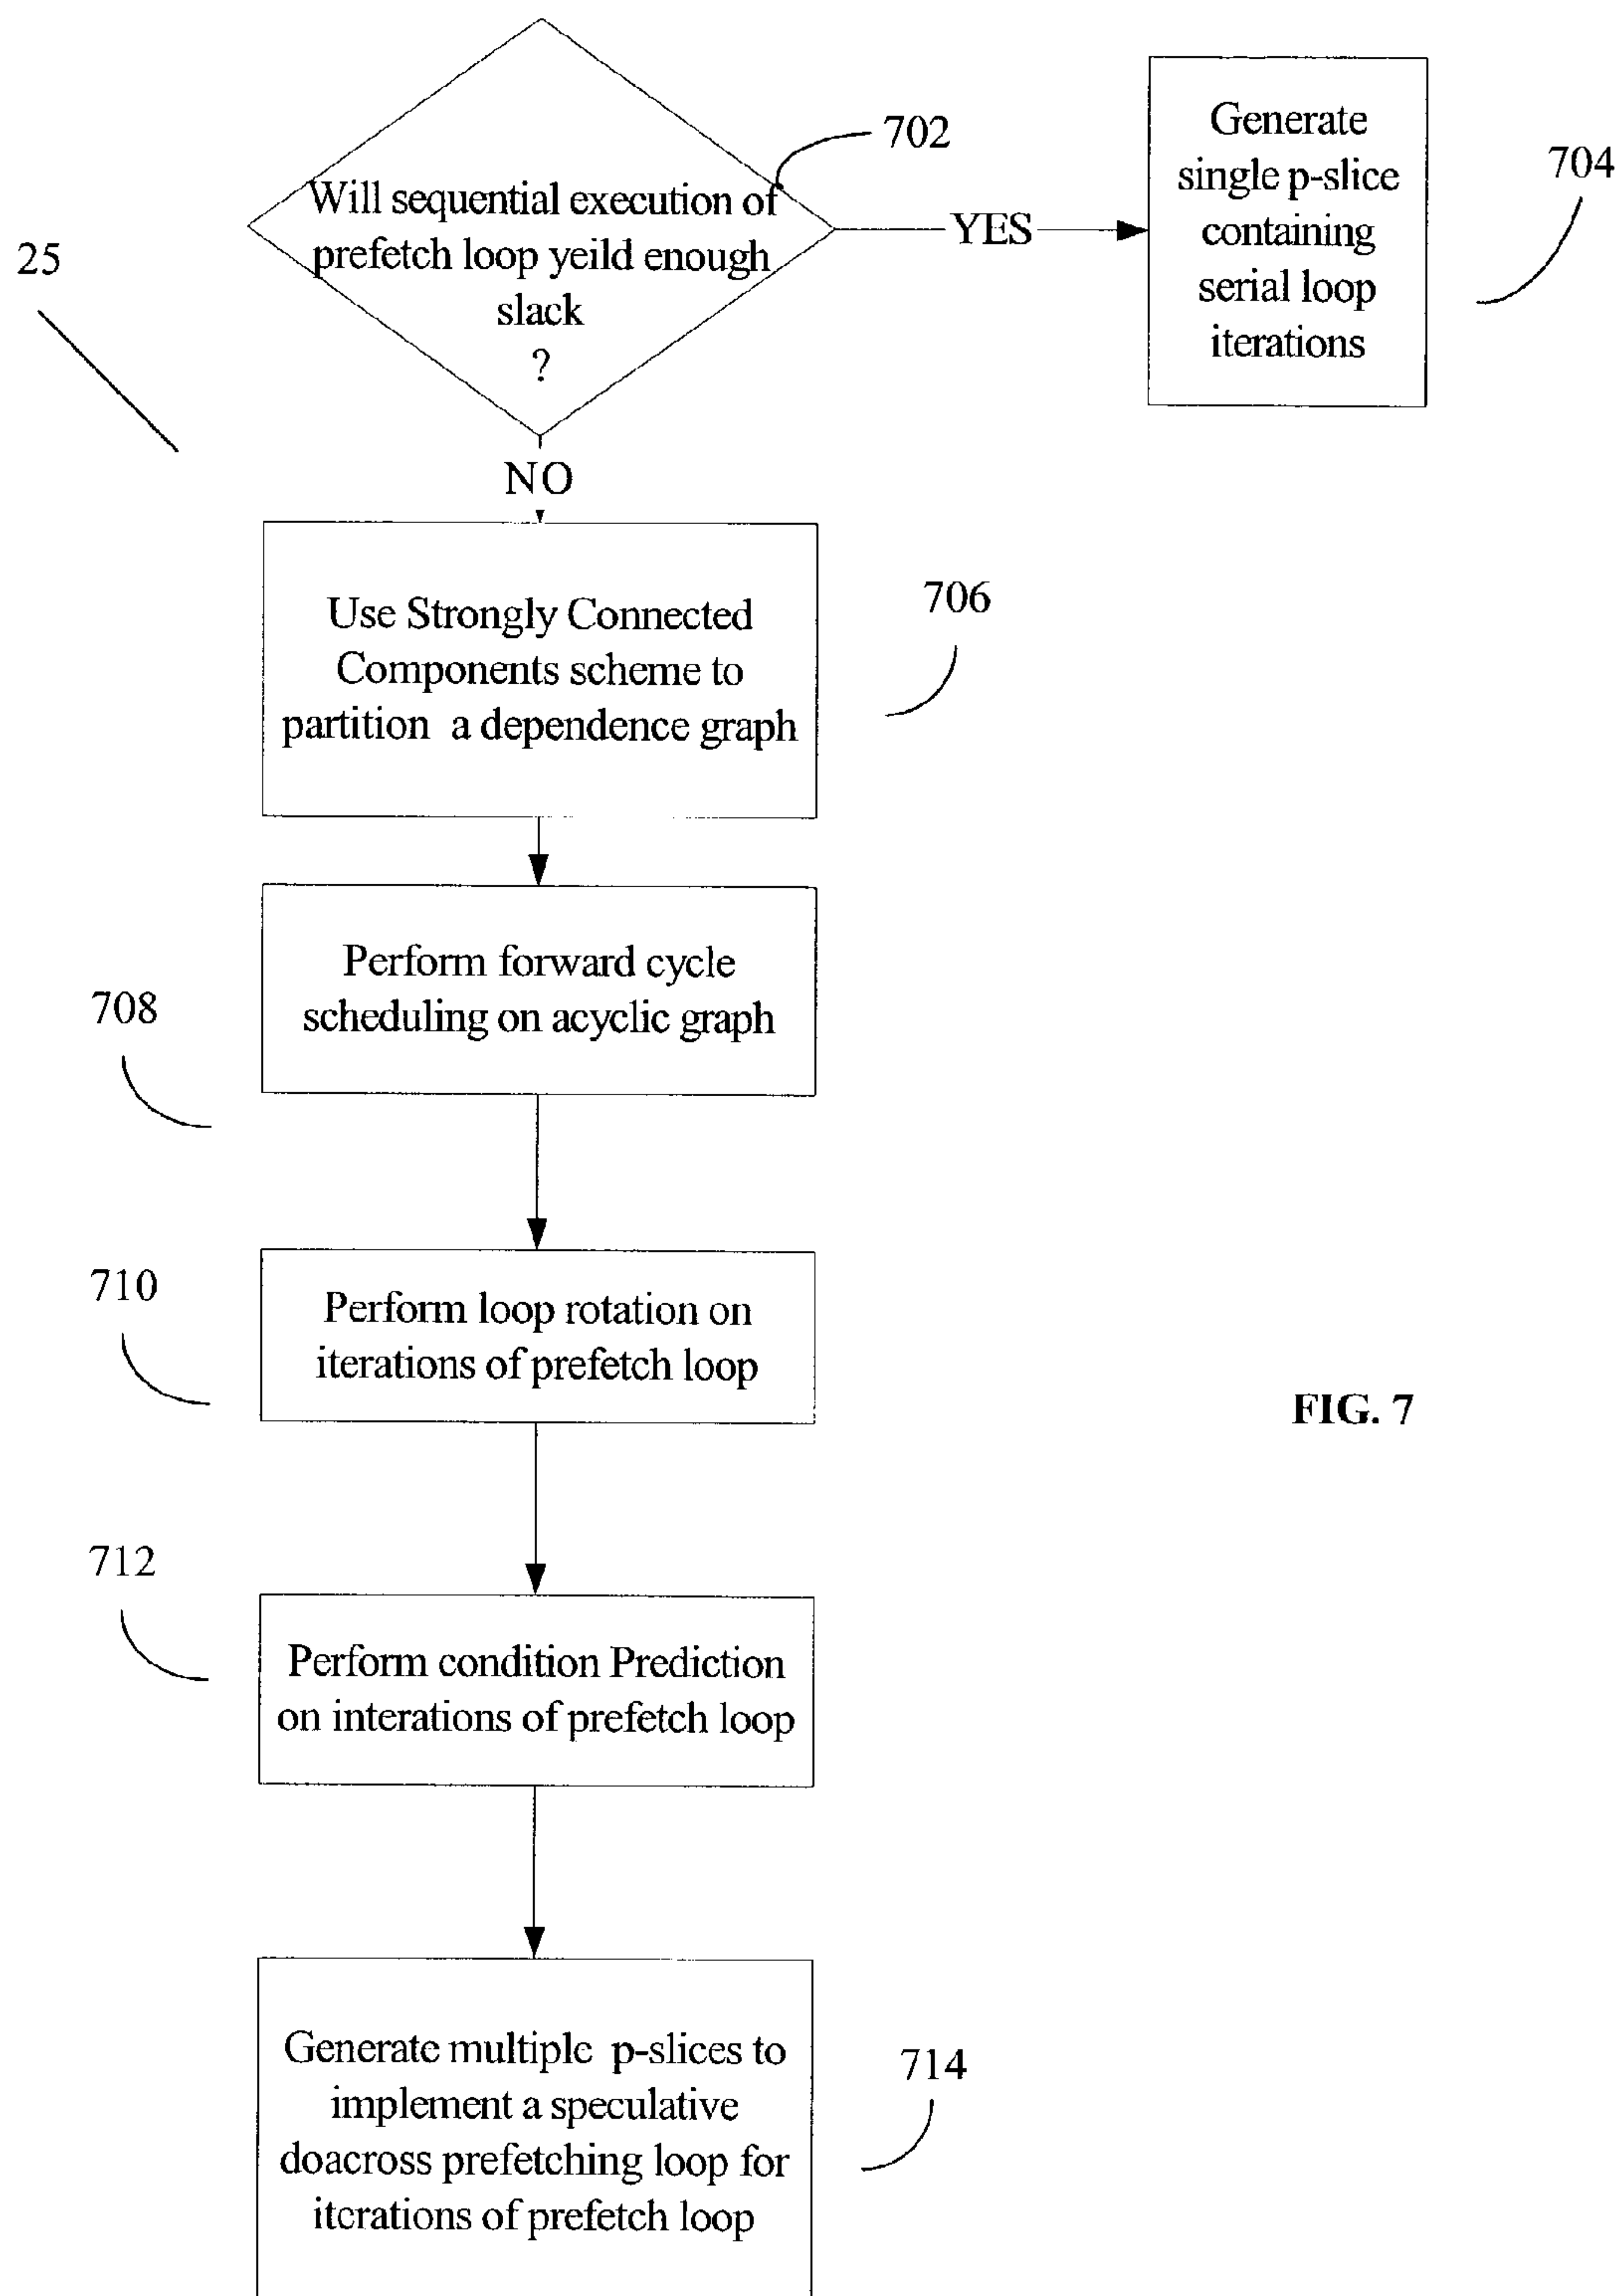 702
Will sequential execution of
prefetch loop yeild enough
slack
?
YES
Generate
single p-slice
containing
serial loop
iterations
704
25
NO
Use Strongly Connected
Components scheme to
partition a dependence graph
706
Perform forward cycle
scheduling on acyclic graph
708
710
Perform loop rotation on
iterations of prefetch loop
FIG. 7
712
Perform condition Prediction
on interations of prefetch loop
Generate multiple p-slices to
implement a speculative
doacross prefetching loop for
iterations of prefetch loop
714